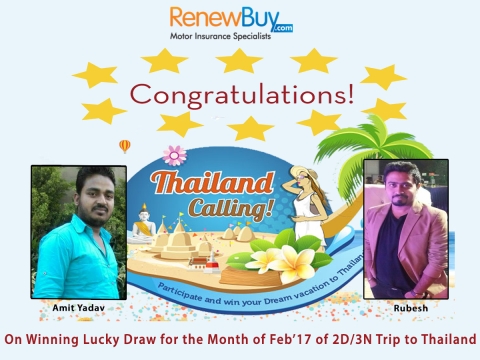 RenewBuy.com
Motor Insurance Specialists
Congratulations!
Thailand
Calling!
Participate and win your Dream vacation to Thailan
Amit Yadav
Rubesh
On Winning Lucky Draw for the Month of Feb’17 of 2D/3N Trip to Thailand